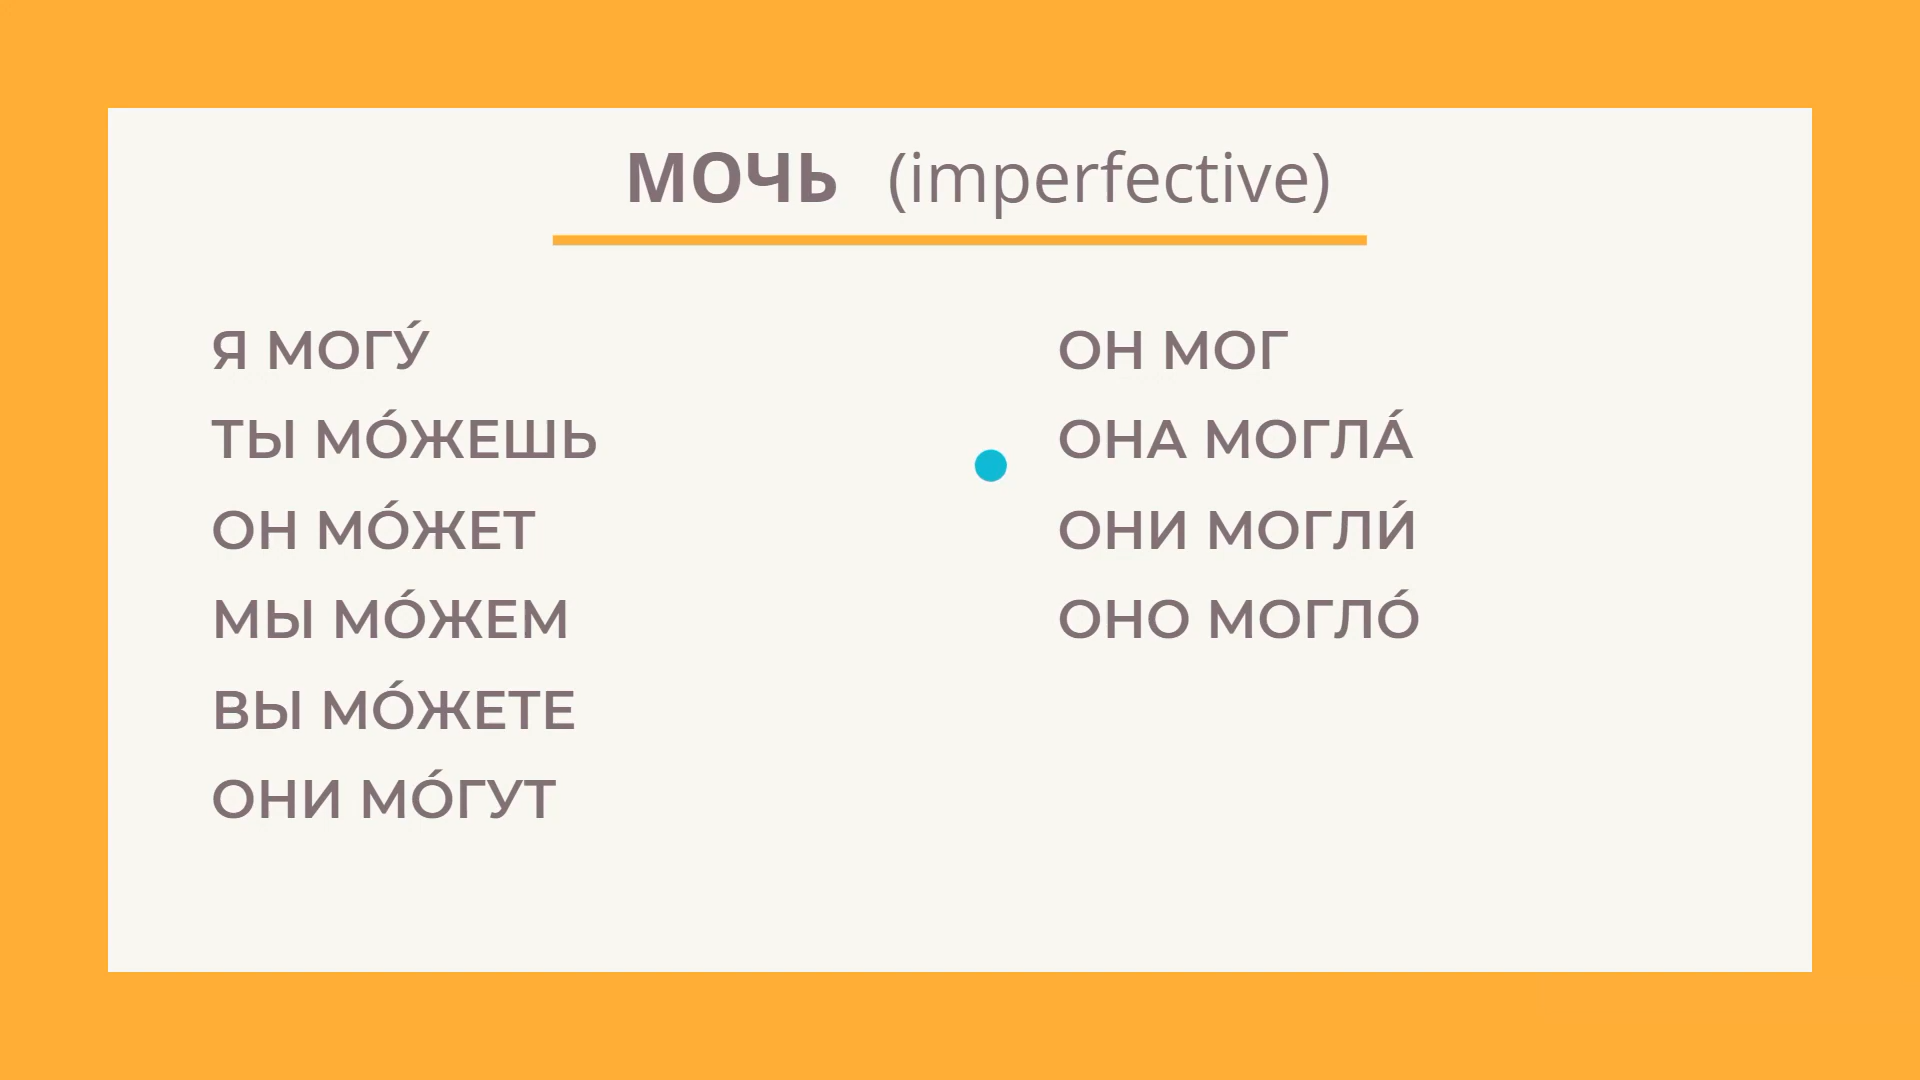 МОЧЬ (imperfective)
Я МОГУ́
ТЫ МО́ЖЕШЬ
ОН МО́ЖЕТ
МЫ МО́ЖЕМ
ВЫ МО́ЖЕТЕ
ОНИ МО́ГУТ
ОН МОГ
ОНА МОГЛА́
ОНИ МОГЛИ́
ОНО МОГЛО́